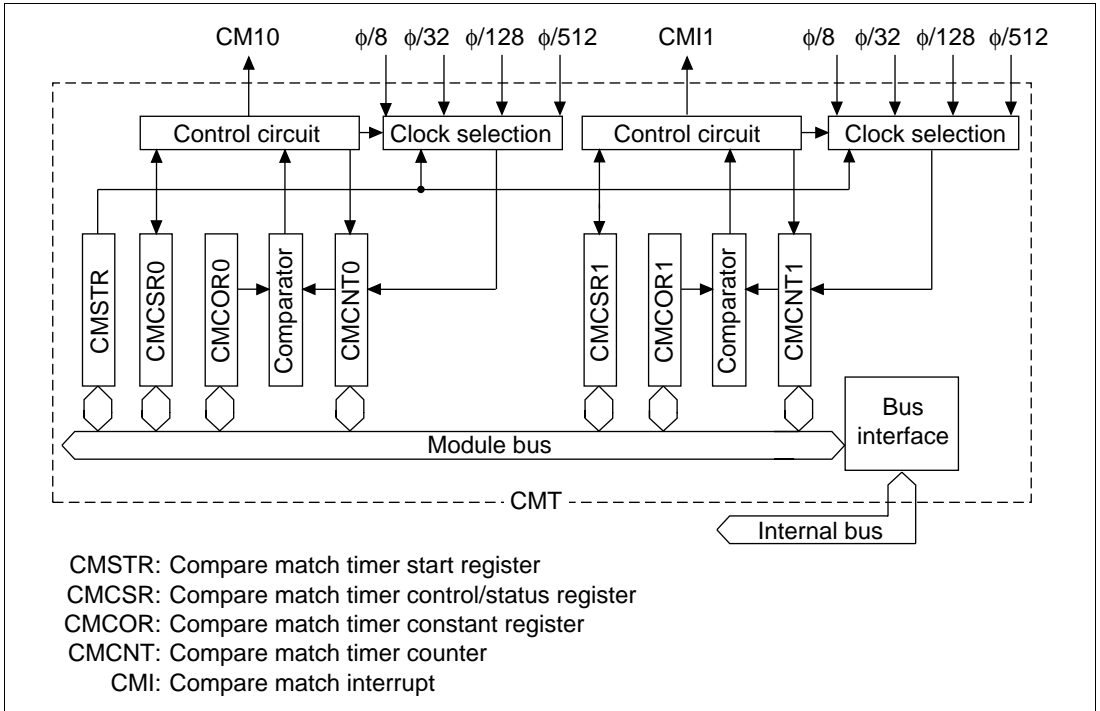 CM10 ϕ/8 ϕ/32 ϕ/128 ϕ/512 CMI1 ϕ/8 ϕ/32 ϕ/128 ϕ/512
Control circuit Clock selection Control circuit Clock selection
CMSTR CMCSR0 CMCOR0 Comparator CMCNT0 CMCSR1 CMCOR1 Comparator CMCNT1
Bus
interface
Module bus
CMT
Internal bus
CMSTR: Compare match timer start register
CMCSR: Compare match timer control/status register
CMCOR: Compare match timer constant register
CMCNT: Compare match timer counter
CMI: Compare match interrupt